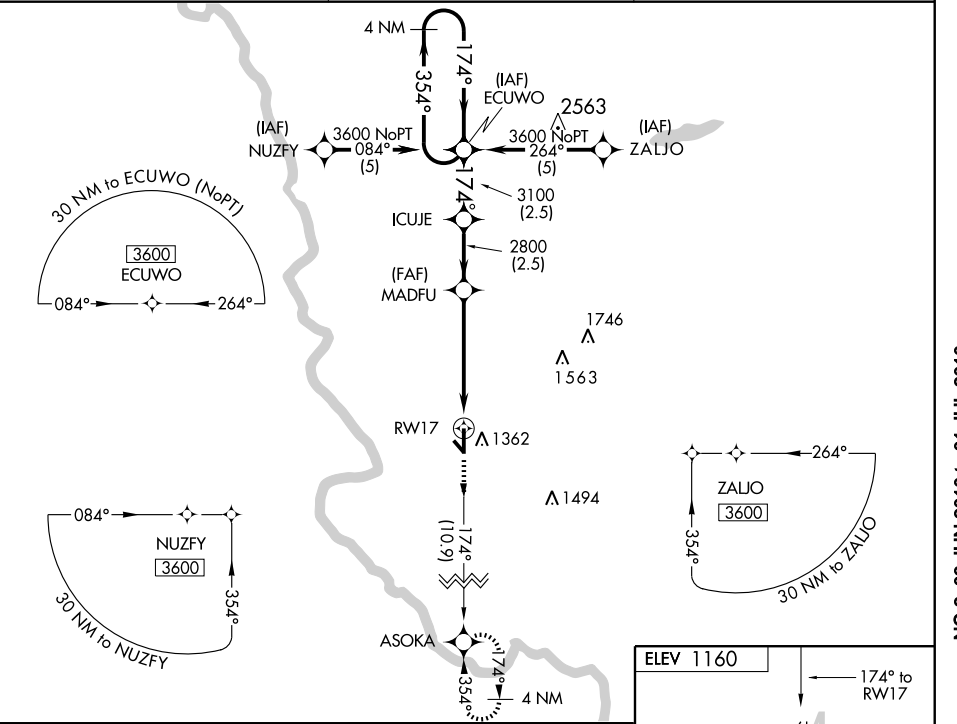 4 NM
174°
354°
(IAF)
ECUWO
2563
(IAF)
NUZFY
3600 NoPT
084°
(5)
3600 NoPT
264°
(5)
(IAF)
ZALJO
174°
3100
(2.5)
ICUJE
2800
(2.5)
(FAF)
MADFU
30 NM to ECUWO (NoPT)
3600
ECUWO
084°
264°
1746
1563
RW17
1362
1494
174°
(10.9)
084°
NUZFY
3600
354°
30 NM to NUZFY
264°
ZALJO
3600
354°
30 NM to ZALJO
ASOKA
174°
354°
4 NM
ELEV 1160
174° to
RW17